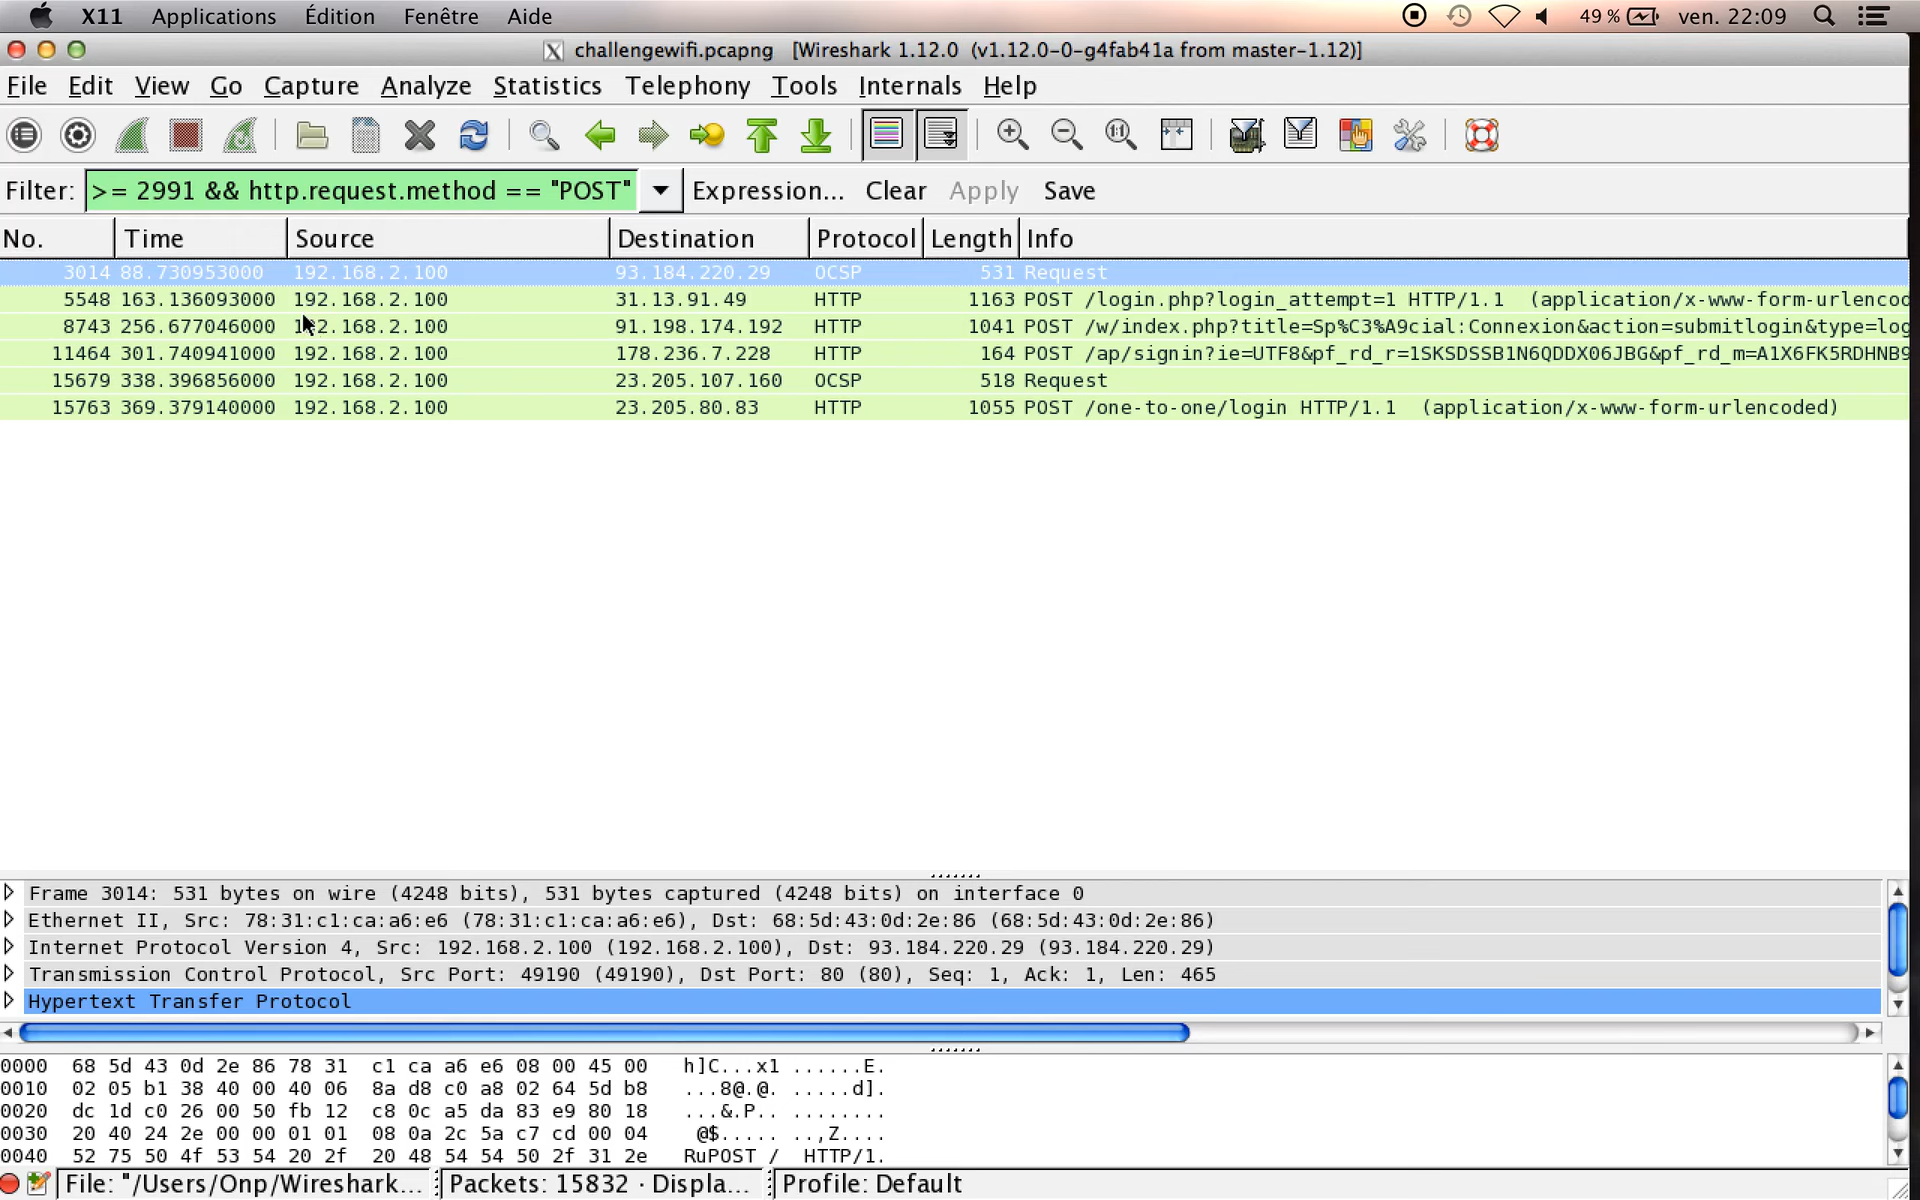 X11 Applications Édition Fenêtre Aide 49 % ven. 22:09
challengewifi.pcapng [Wireshark 1.12.0 (v1.12.0-0-g4fab41a from master-1.12)]
File Edit View Go Capture Analyze Statistics Telephony Tools Internals Help
Filter: >= 2991 && http.request.method == "POST" Expression... Clear Apply Save
No. Time Source Destination Protocol Length Info
3014 88.730953000 192.168.2.100 93.184.220.29 OCSP 531 Request
5548 163.136093000 192.168.2.100 31.13.91.49 HTTP 1163 POST /login.php?login_attempt=1 HTTP/1.1 (application/x-www-form-urlencod
8743 256.677046000 192.168.2.100 91.198.174.192 HTTP 1041 POST /w/index.php?title=Sp%C3%A9cial:Connexion&action=submitlogin&type=log
11464 301.740941000 192.168.2.100 178.236.7.228 HTTP 164 POST /ap/signin?ie=UTF8&pf_rd_r=1SKSDSSB1N6QDDX06JBG&pf_rd_m=A1X6FK5RDHNB9
15679 338.396856000 192.168.2.100 23.205.107.160 OCSP 518 Request
15763 369.379140000 192.168.2.100 23.205.80.83 HTTP 1055 POST /one-to-one/login HTTP/1.1 (application/x-www-form-urlencoded)
Frame 3014: 531 bytes on wire (4248 bits), 531 bytes captured (4248 bits) on interface 0
Ethernet II, Src: 78:31:c1:ca:a6:e6 (78:31:c1:ca:a6:e6), Dst: 68:5d:43:0d:2e:86 (68:5d:43:0d:2e:86)
Internet Protocol Version 4, Src: 192.168.2.100 (192.168.2.100), Dst: 93.184.220.29 (93.184.220.29)
Transmission Control Protocol, Src Port: 49190 (49190), Dst Port: 80 (80), Seq: 1, Ack: 1, Len: 465
Hypertext Transfer Protocol
0000 68 5d 43 0d 2e 86 78 31 c1 ca a6 e6 08 00 45 00 h]C...x1 ......E.
0010 02 05 b1 38 40 00 40 06 8a d8 c0 a8 02 64 5d b8 ...8@.@. .....d].
0020 dc 1d c0 26 00 50 fb 12 c8 0c a5 da 83 e9 80 18 ...&.P.. ........
0030 20 40 24 2e 00 00 01 01 08 0a 2c 5a c7 cd 00 04 @$..... ..,Z....
0040 52 75 50 4f 53 54 20 2f 20 48 54 54 50 2f 31 2e RuPOST / HTTP/1.
File: "/Users/Onp/Wireshark... Packets: 15832 · Displa... Profile: Default